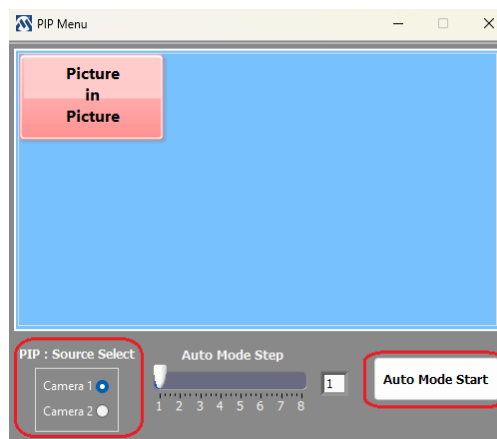 PIP Menu
Picture
in
Picture
PIP : Source Select
Camera 1
Camera 2
Auto Mode Step
1
1 2 3 4 5 6 7 8
Auto Mode Start